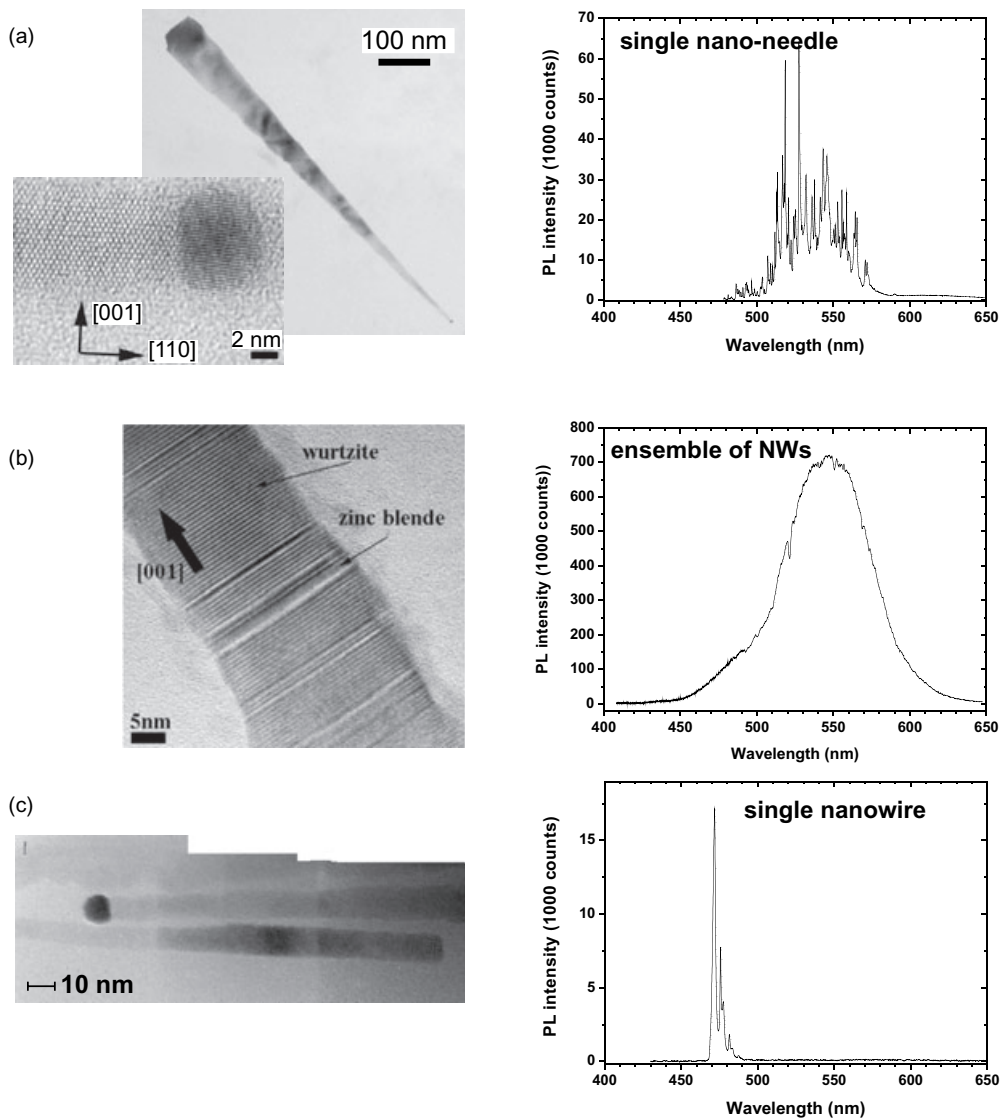 (a)
100 nm
[001]
[110]
2 nm
single nano-needle
PL intensity (1000 counts))
70
60
50
40
30
20
10
0
400 450 500 550 600 650
Wavelength (nm)
(b)
wurtzite
zinc blende
[001]
5nm
ensemble of NWs
PL intensity (1000 counts))
800
700
600
500
400
300
200
100
0
400 450 500 550 600 650
Wavelength (nm)
(c)
10 nm
single nanowire
PL intensity (1000 counts)
15
10
5
0
400 450 500 550 600 650
Wavelength (nm)